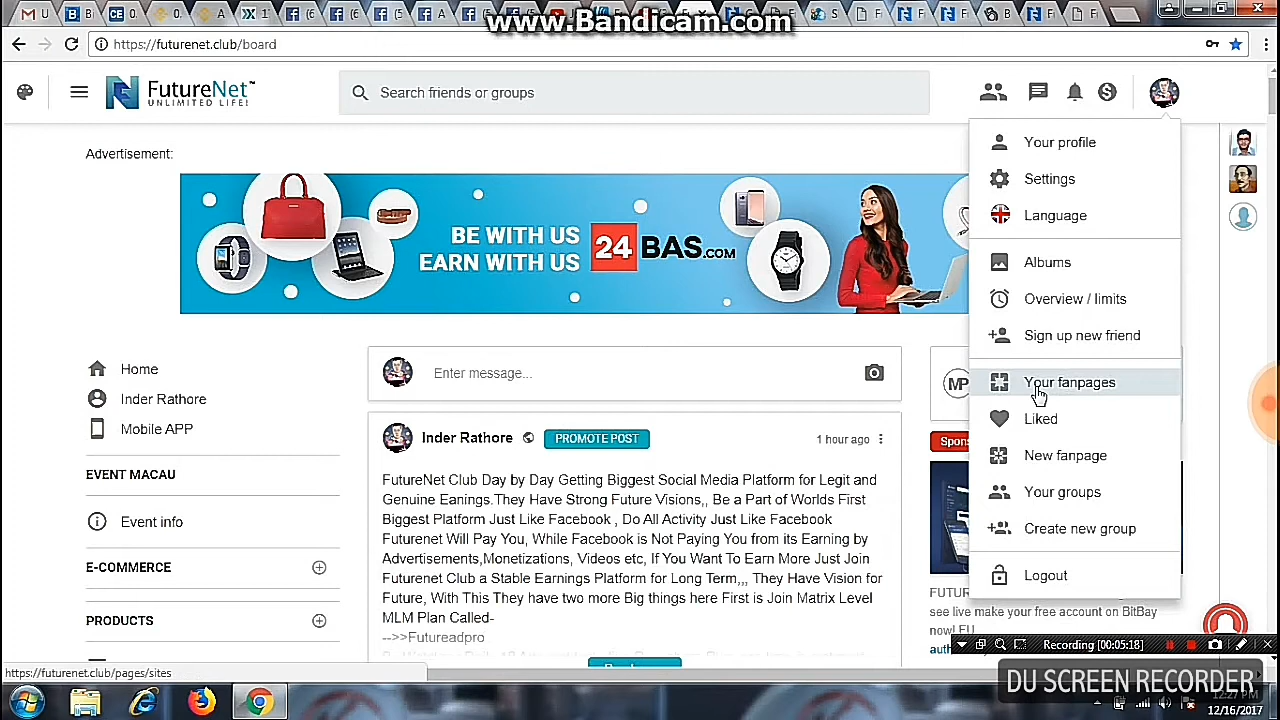 www.Bandicam.com
https://futurenet.club/board
FutureNet™
UNLIMITED LIFE!
Search friends or groups
Advertisement:
BE WITH US
EARN WITH US
24BAS.COM
Your profile
Settings
Language
Albums
Overview / limits
Sign up new friend
Your fanpages
Liked
New fanpage
Your groups
Create new group
Logout
Home
Inder Rathore
Mobile APP
EVENT MACAU
Event info
E-COMMERCE
PRODUCTS
Enter message...
Inder Rathore
PROMOTE POST
1 hour ago
FutureNet Club Day by Day Getting Biggest Social Media Platform for Legit and
Genuine Eanings.They Have Strong Future Visions,, Be a Part of Worlds First
Biggest Platform Just Like Facebook , Do All Activity Just Like Facebook
Futurenet Will Pay You, While Facebook is Not Paying You from its Earning by
Advertisements,Monetizations, Videos etc, If You Want To Earn More Just Join
Futurenet Club a Stable Earnings Platform for Long Term,,, They Have Vision for
Future, With This They have two more Big things here First is Join Matrix Level
MLM Plan Called-
-->>Futureadpro
MP
Spons
see live make your free account on BitBay
now! EU
auth
Recording [00:05:18]
https://futurenet.club/pages/sites
DU SCREEN RECORDER
12:27 PM
12/16/2017